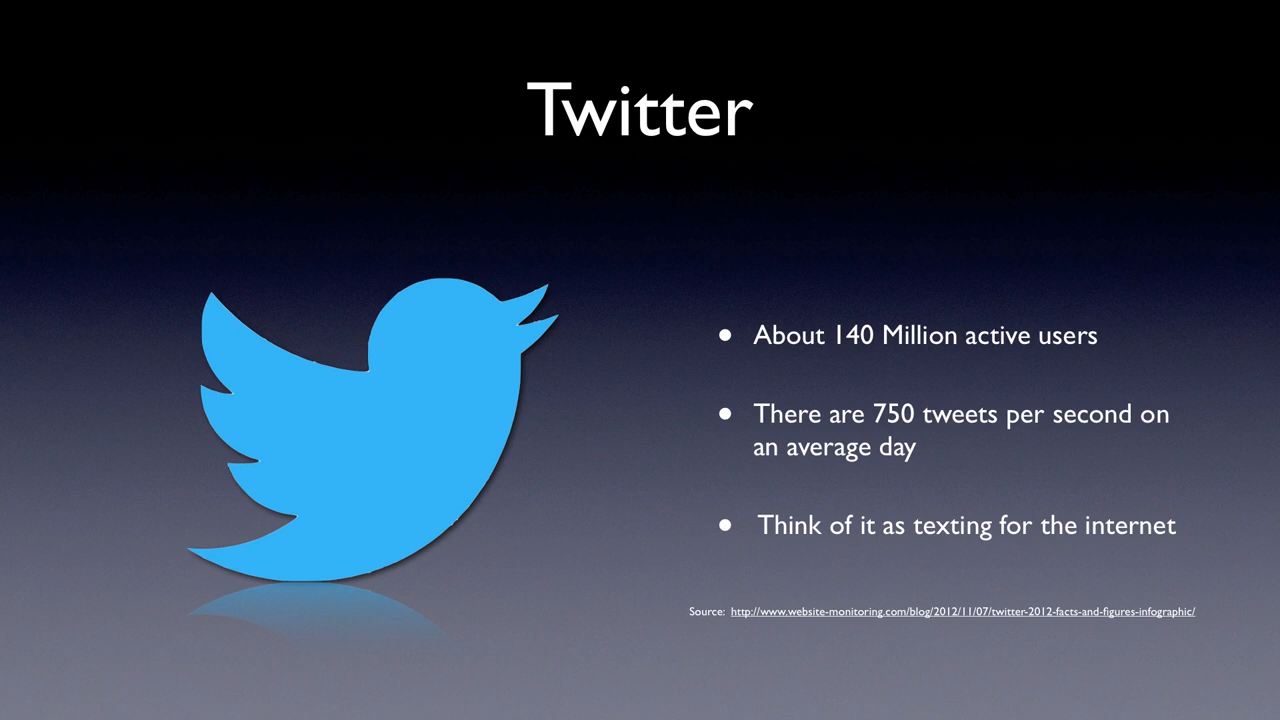 Twitter
• About 140 Million active users
• There are 750 tweets per second on
an average day
• Think of it as texting for the internet
Source: http://www.website-monitoring.com/blog/2012/11/07/twitter-2012-facts-and-figures-infographic/